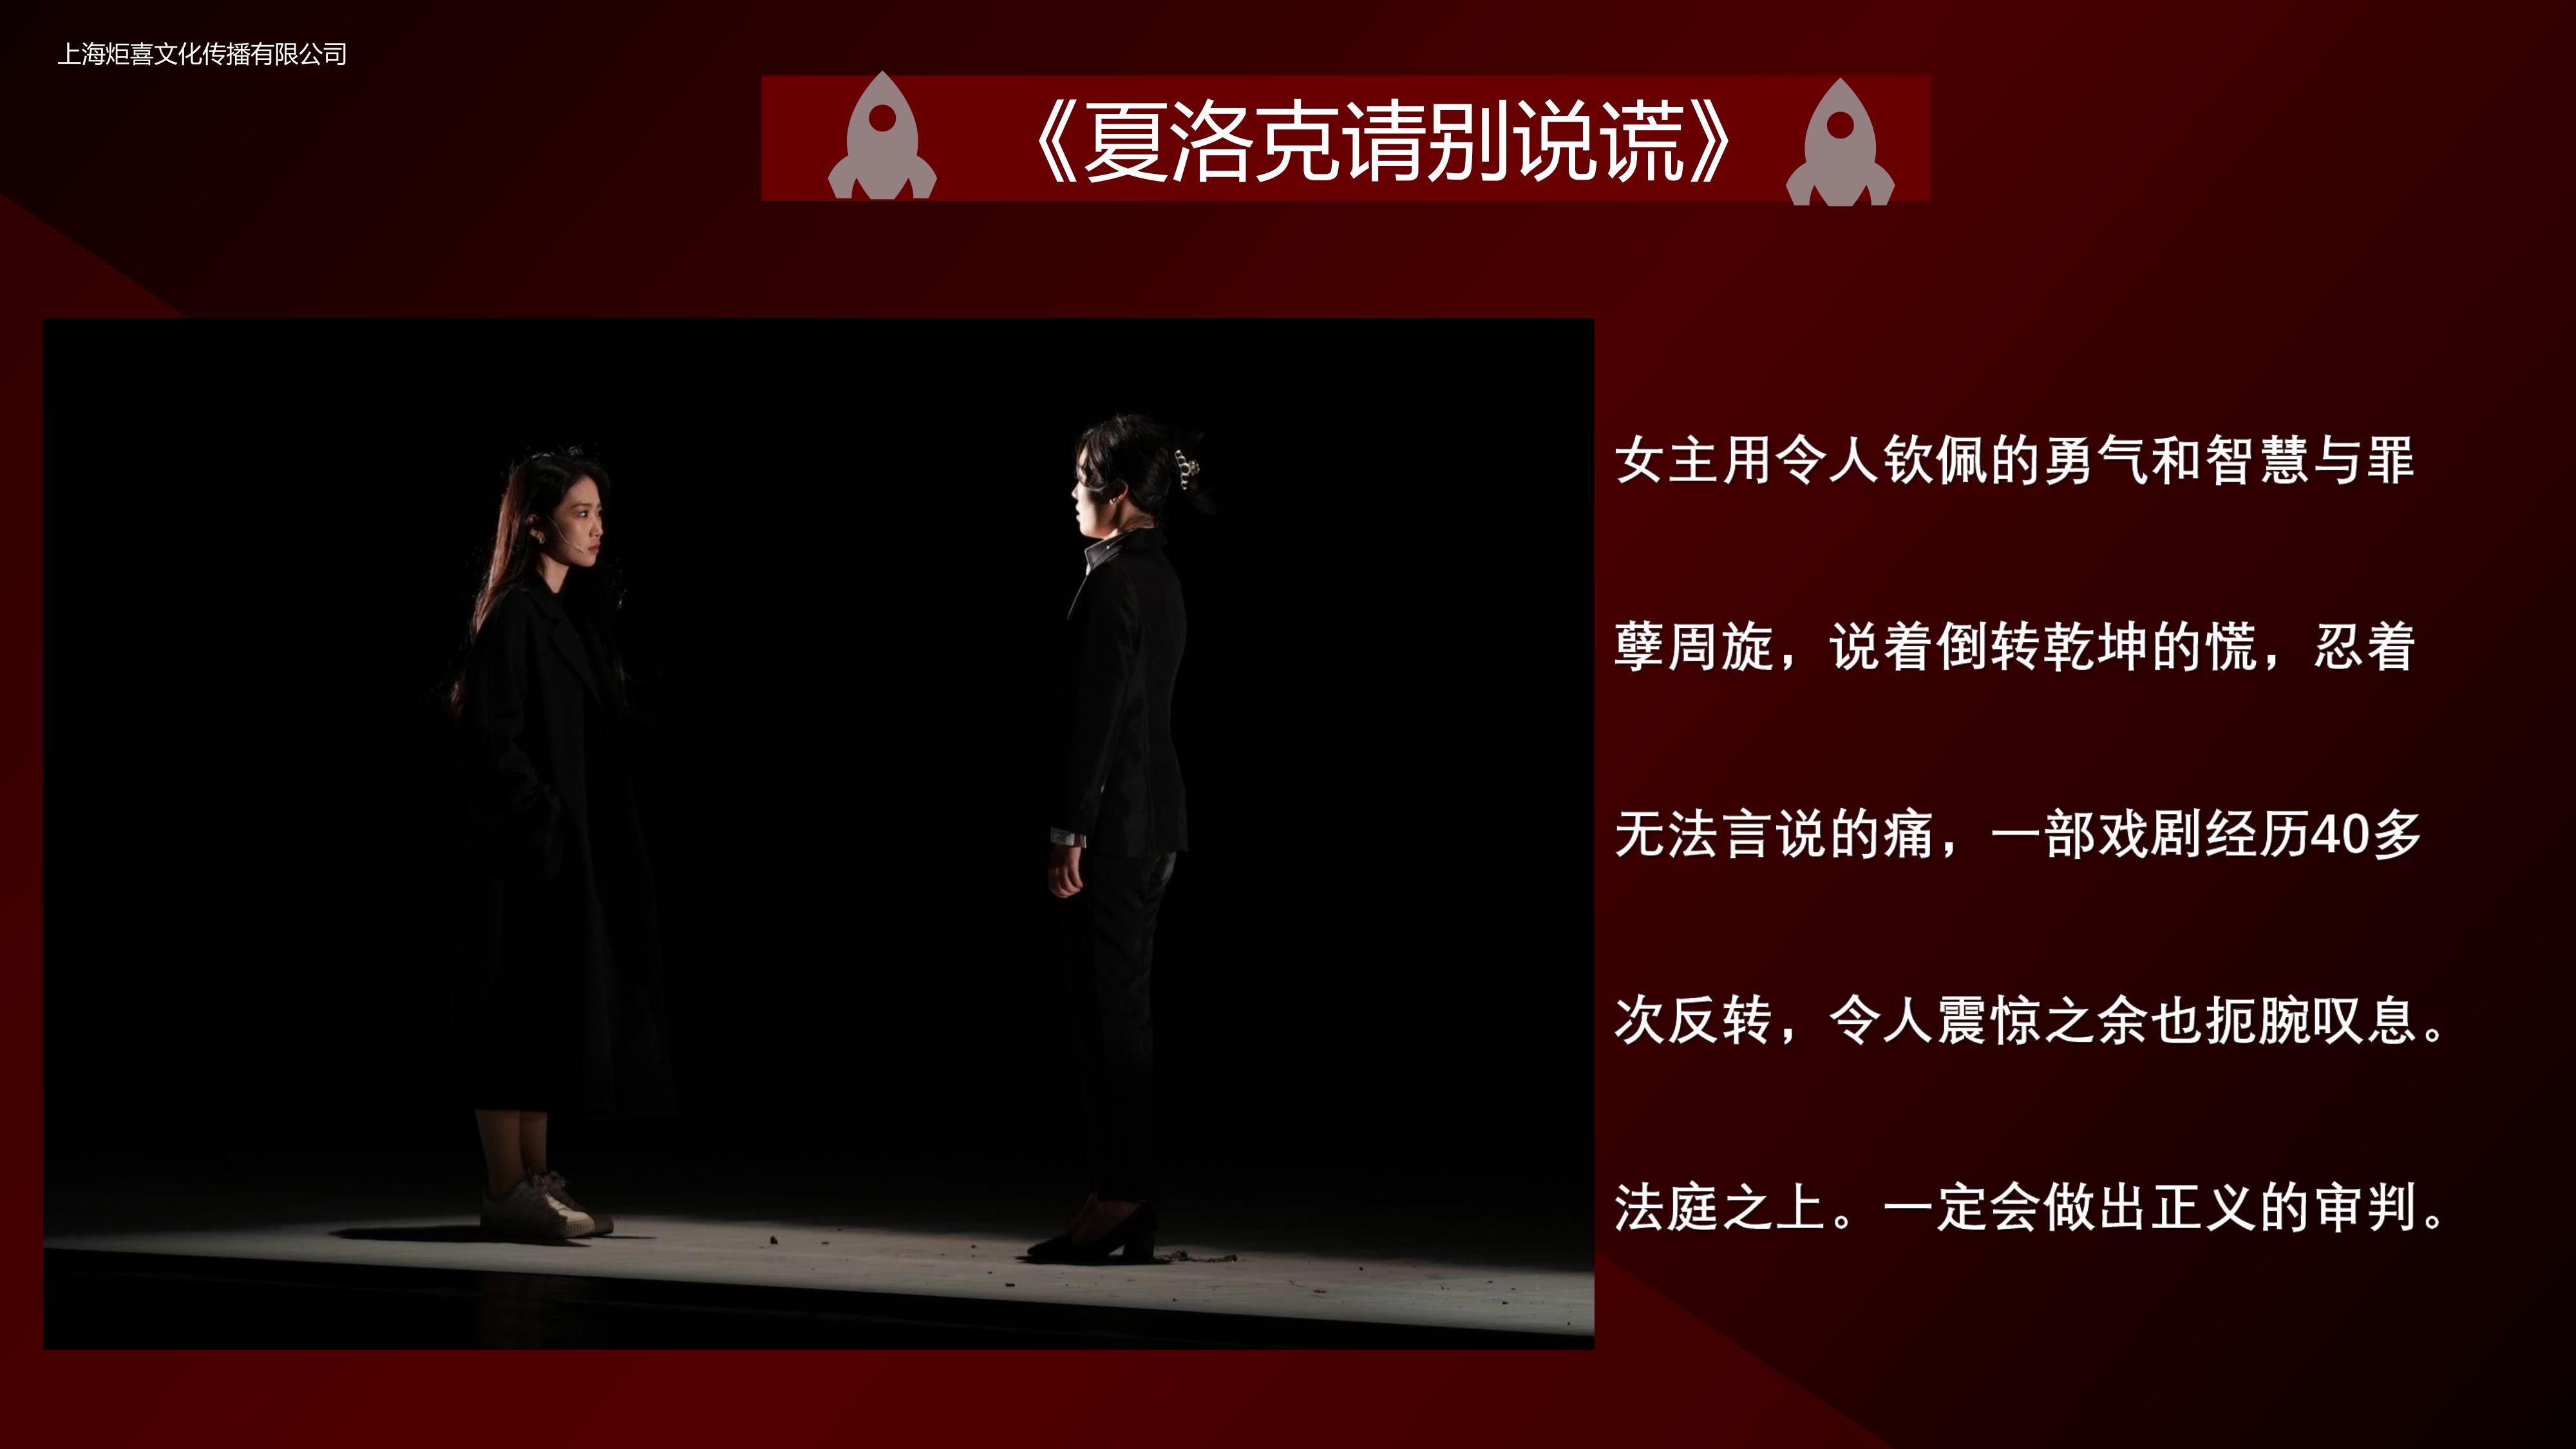 上海炬喜文化传播有限公司
《夏洛克请别说谎》
女主用令人钦佩的勇气和智慧与罪
孽周旋，说着倒转乾坤的慌，忍着
无法言说的痛，一部戏剧经历40多
次反转，令人震惊之余也扼腕叹息。
法庭之上。一定会做出正义的审判。